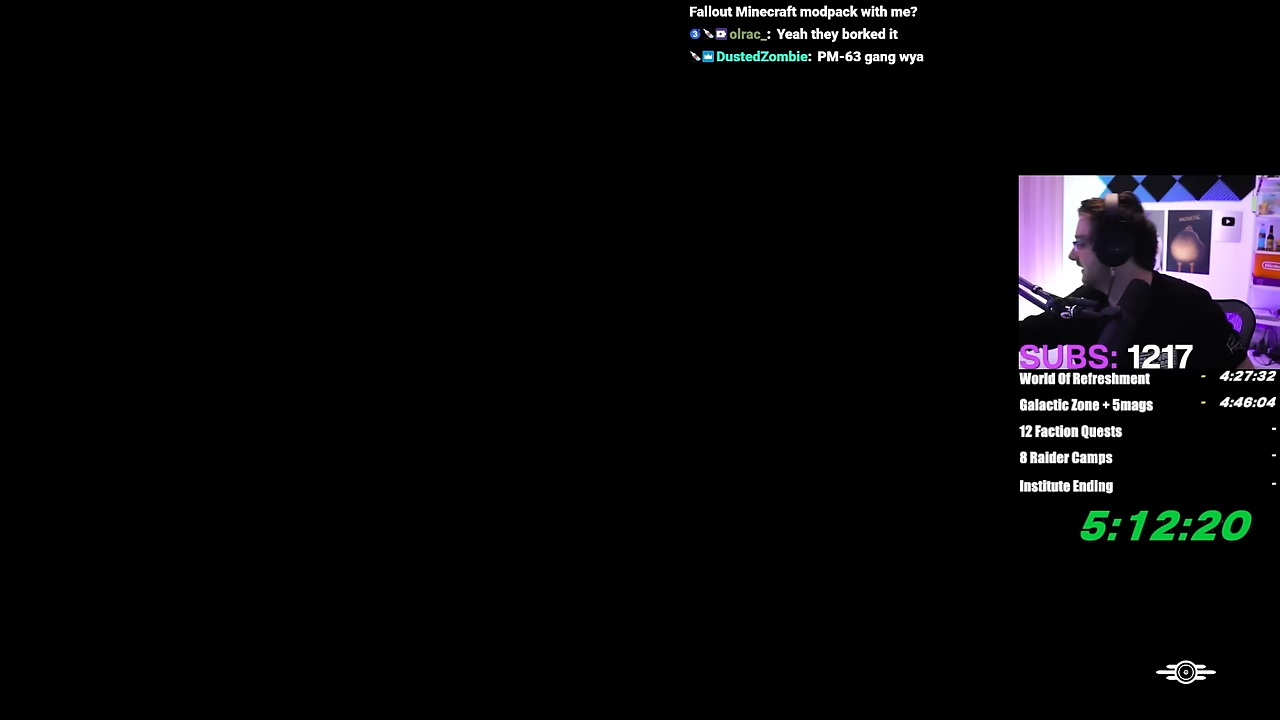 Fallout Minecraft modpack with me?
3 olrac_: Yeah they borked it
DustedZombie: PM-63 gang wya
SUBS: 1217
World Of Refreshment - 4:27:32
Galactic Zone + 5mags - 4:46:04
12 Faction Quests -
8 Raider Camps -
Institute Ending -
5:12:20